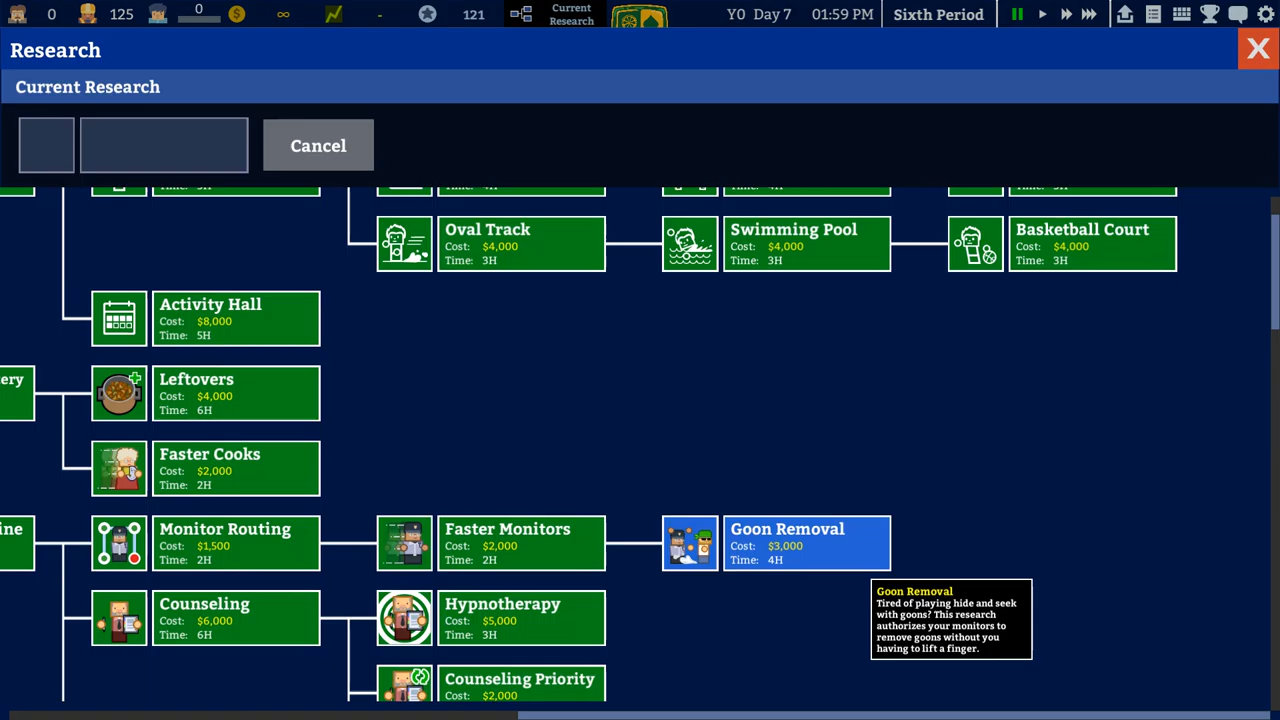 0 125 0 ∞ - 121 Current Research Y0 Day 7 01:59 PM Sixth Period
Research
Current Research
Cancel
Oval Track
Cost: $4,000
Time: 3H
Swimming Pool
Cost: $4,000
Time: 3H
Basketball Court
Cost: $4,000
Time: 3H
Activity Hall
Cost: $8,000
Time: 5H
ery
Leftovers
Cost: $4,000
Time: 6H
Faster Cooks
Cost: $2,000
Time: 2H
ine
Monitor Routing
Cost: $1,500
Time: 2H
Faster Monitors
Cost: $2,000
Time: 2H
Goon Removal
Cost: $3,000
Time: 4H
Goon Removal
Tired of playing hide and seek
with goons? This research
authorizes your monitors to
remove goons without you
having to lift a finger.
Counseling
Cost: $6,000
Time: 6H
Hypnotherapy
Cost: $5,000
Time: 3H
Counseling Priority
Cost: $2,000